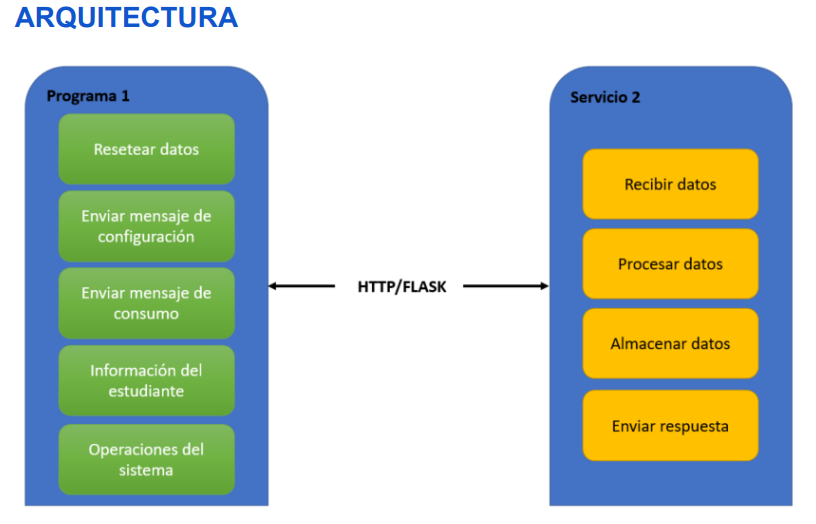 ARQUITECTURA
Programa 1
Resetear datos
Enviar mensaje de
configuración
Enviar mensaje de
consumo
Información del
estudiante
Operaciones del
sistema
HTTP/FLASK
Servicio 2
Recibir datos
Procesar datos
Almacenar datos
Enviar respuesta